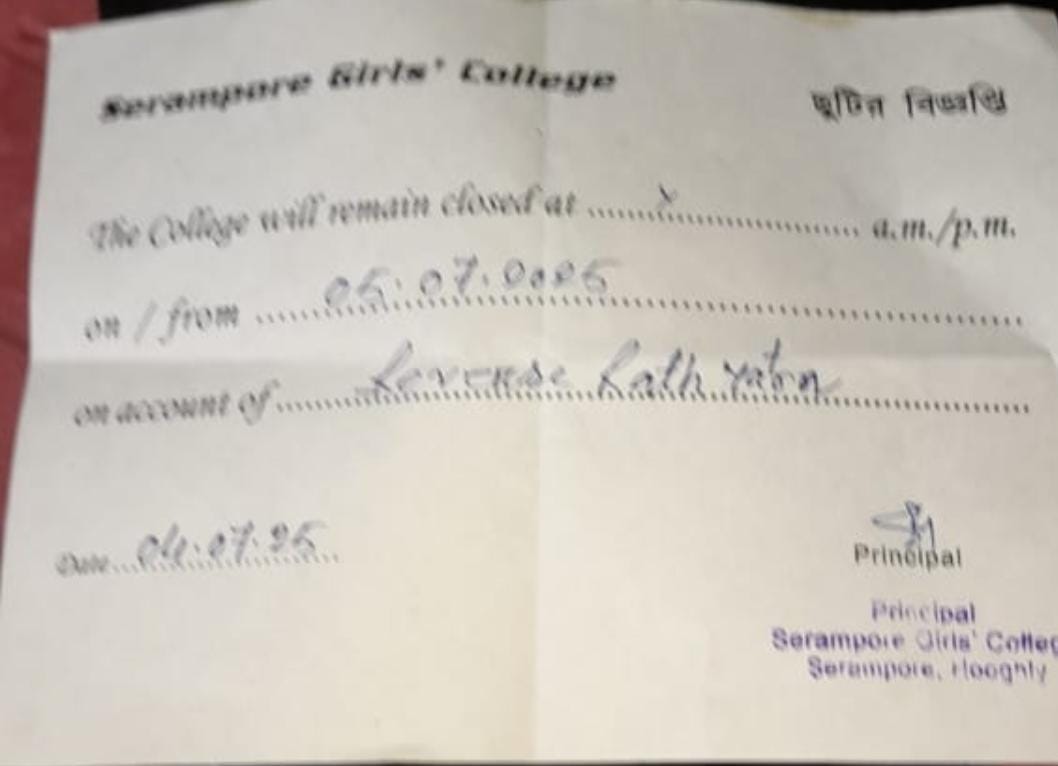 Serampore Girls' College
ছুটির বিজ্ঞপ্তি
The College will remain closed at ........x........ a.m./p.m.
on / from ........05.07.2025........
on account of ........Reverse Rath yatra........
Date....04.07.25....
Principal
Principal
Serampore Girls' Colleg
Serampore, Hooghly